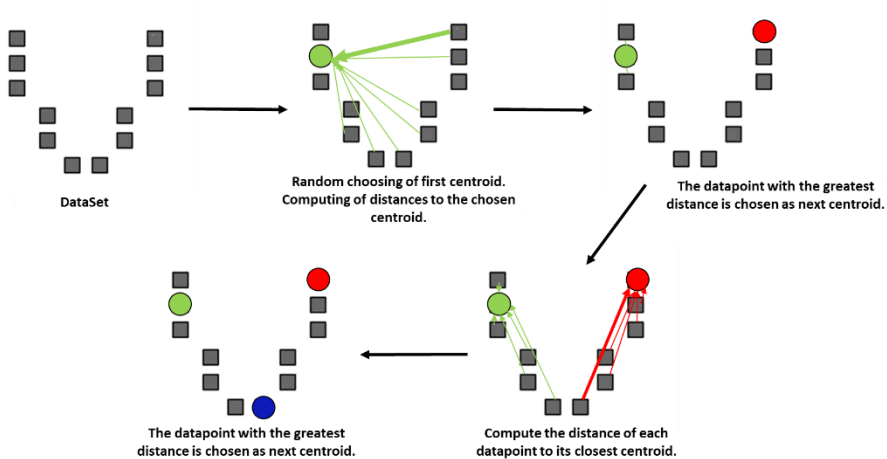 DataSet
Random choosing of first centroid.
Computing of distances to the chosen
centroid.
The datapoint with the greatest
distance is chosen as next centroid.
The datapoint with the greatest
distance is chosen as next centroid.
Compute the distance of each
datapoint to its closest centroid.